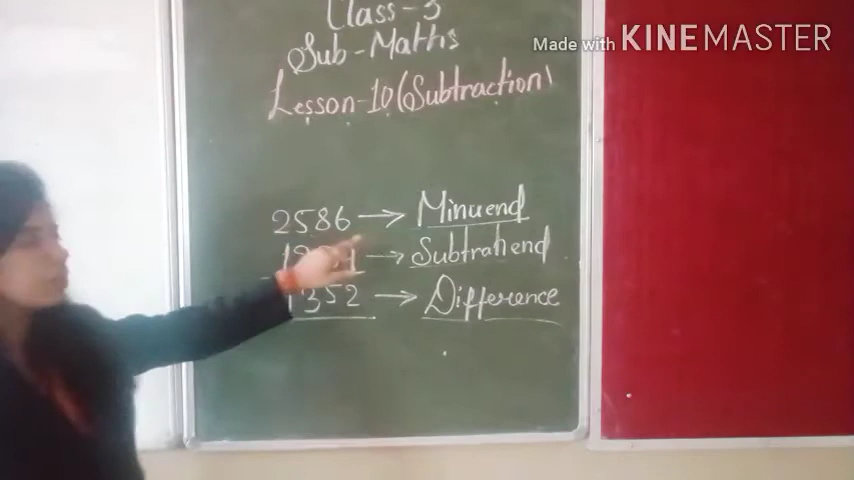 Class-3
Sub-Maths
Lesson-10(Subtraction)
2586 → Minuend
→ Subtrahend
1352 → Difference
Made with KINEMASTER